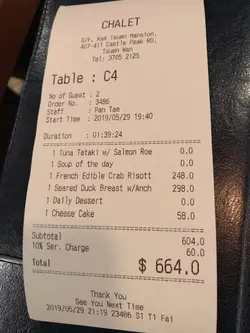 CHALET
G/F, Kam Tsuen Mansion,
407-411 Castle Peak RD,
Tsuen Wan
Tel: 3705 2125
Table : C4
No of Guest : 2
Order No. : 3486
Staff : Pan Tam
Start Time : 2019/05/29 19:40
Duration : 01:39:24
1 Tuna Tataki w/ Salmon Roe 0.0
1 Soup of the day 0.0
1 French Edible Crab Risott 248.0
1 Seared Duck Breast w/Anch 298.0
1 Daily Dessert 0.0
1 Cheese Cake 58.0
Subtotal 604.0
10% Ser. Charge 60.0
Total $ 664.0
Thank You
See You Next Time
2019/05/29 21:19 23486 S1 T1 Fa1